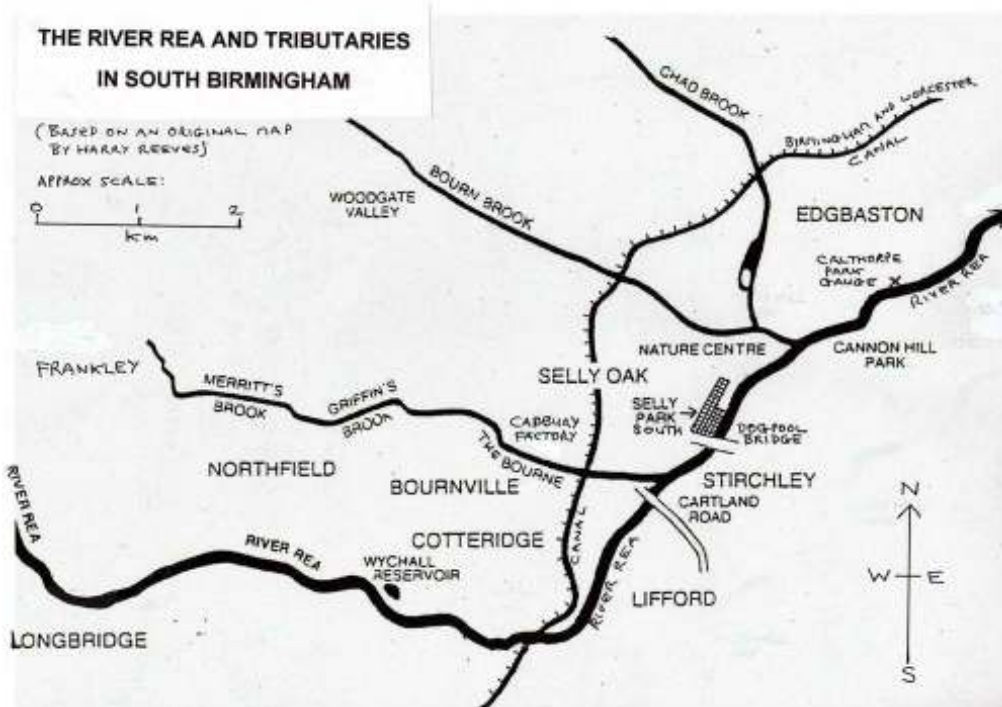 THE RIVER REA AND TRIBUTARIES
IN SOUTH BIRMINGHAM
(BASED ON AN ORIGINAL MAP
BY HARRY REEVES)
APPROX SCALE:
0 1 2
Km
CHAD BROOK
BIRMINGHAM AND WORCESTER
CANAL
WOODGATE
VALLEY
BOURN BROOK
EDGBASTON
CALTHORPE
PARK
GAUGE
RIVER REA
NATURE CENTRE
CANNON HILL
PARK
FRANKLEY
MERRITT'S
BROOK
GRIFFIN'S
BROOK
SELLY OAK
SELLY
PARK
SOUTH
DOGPOOL
BRIDGE
CADBURY
FACTORY
THE BOURNE
NORTHFIELD
BOURNVILLE
STIRCHLEY
CARTLAND
ROAD
RIVER REA
RIVER REA
WYCHALL
RESERVOIR
COTTERIDGE
CANAL
RIVER REA
LIFFORD
LONGBRIDGE
N
W E
S